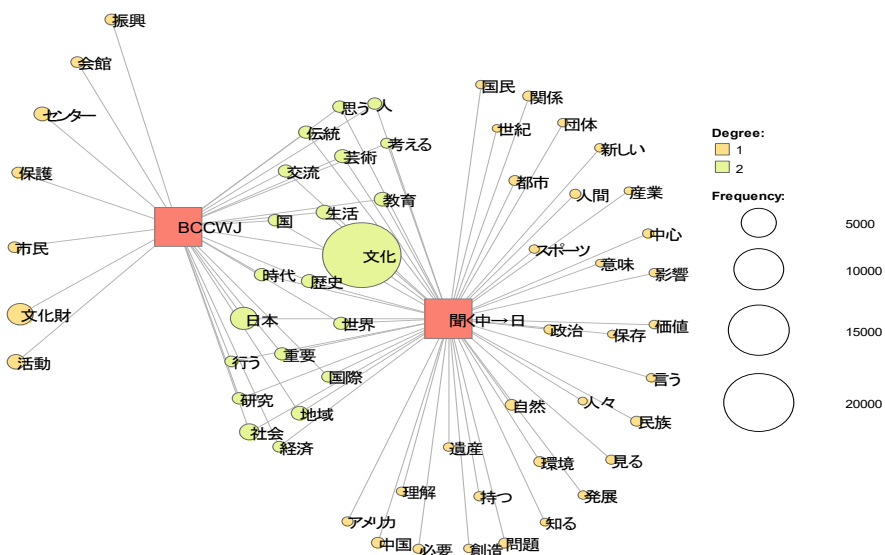 振興
会館
センター
保護
市民
文化財
活動
BCCWJ
思う
人
伝統
考える
芸術
交流
教育
国
生活
文化
時代
歴史
日本
世界
行う
重要
国際
研究
地域
社会
経済
聞く中→日
国民
関係
世紀
団体
新しい
都市
人間
産業
スポーツ
中心
意味
影響
政治
保存
価値
言う
自然
人々
民族
遺産
環境
見る
理解
持つ
発展
アメリカ
知る
中国
必要
創造
問題
Degree:
1
2
Frequency:
5000
10000
15000
20000